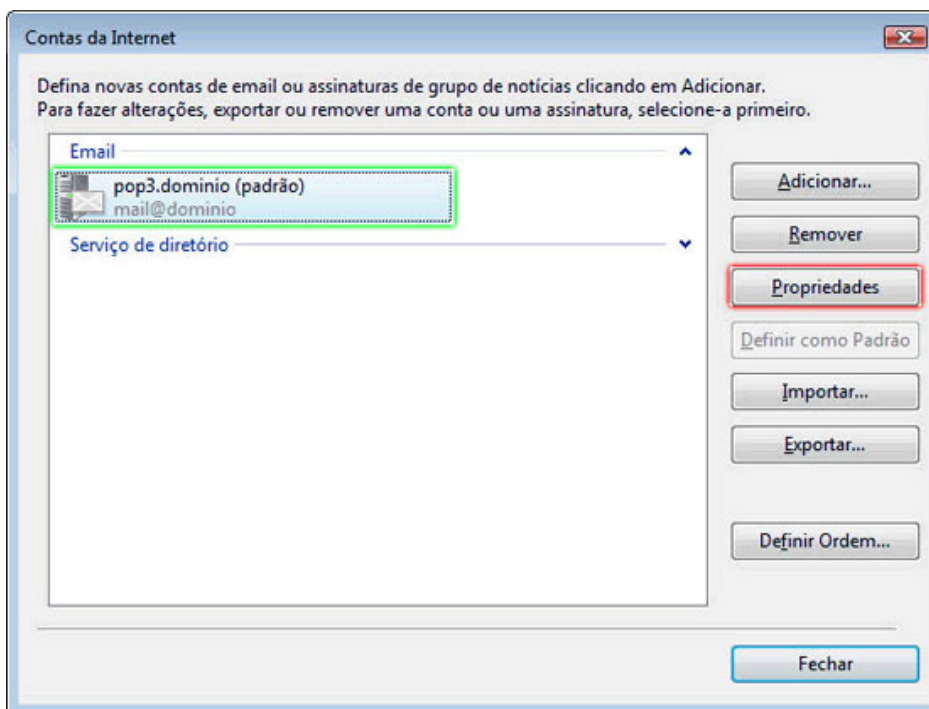 Contas da Internet
Defina novas contas de email ou assinaturas de grupo de notícias clicando em Adicionar.
Para fazer alterações, exportar ou remover uma conta ou uma assinatura, selecione-a primeiro.
Email
pop3.dominio (padrão)
mail@dominio
Serviço de diretório
Adicionar...
Remover
Propriedades
Definir como Padrão
Importar...
Exportar...
Definir Ordem...
Fechar